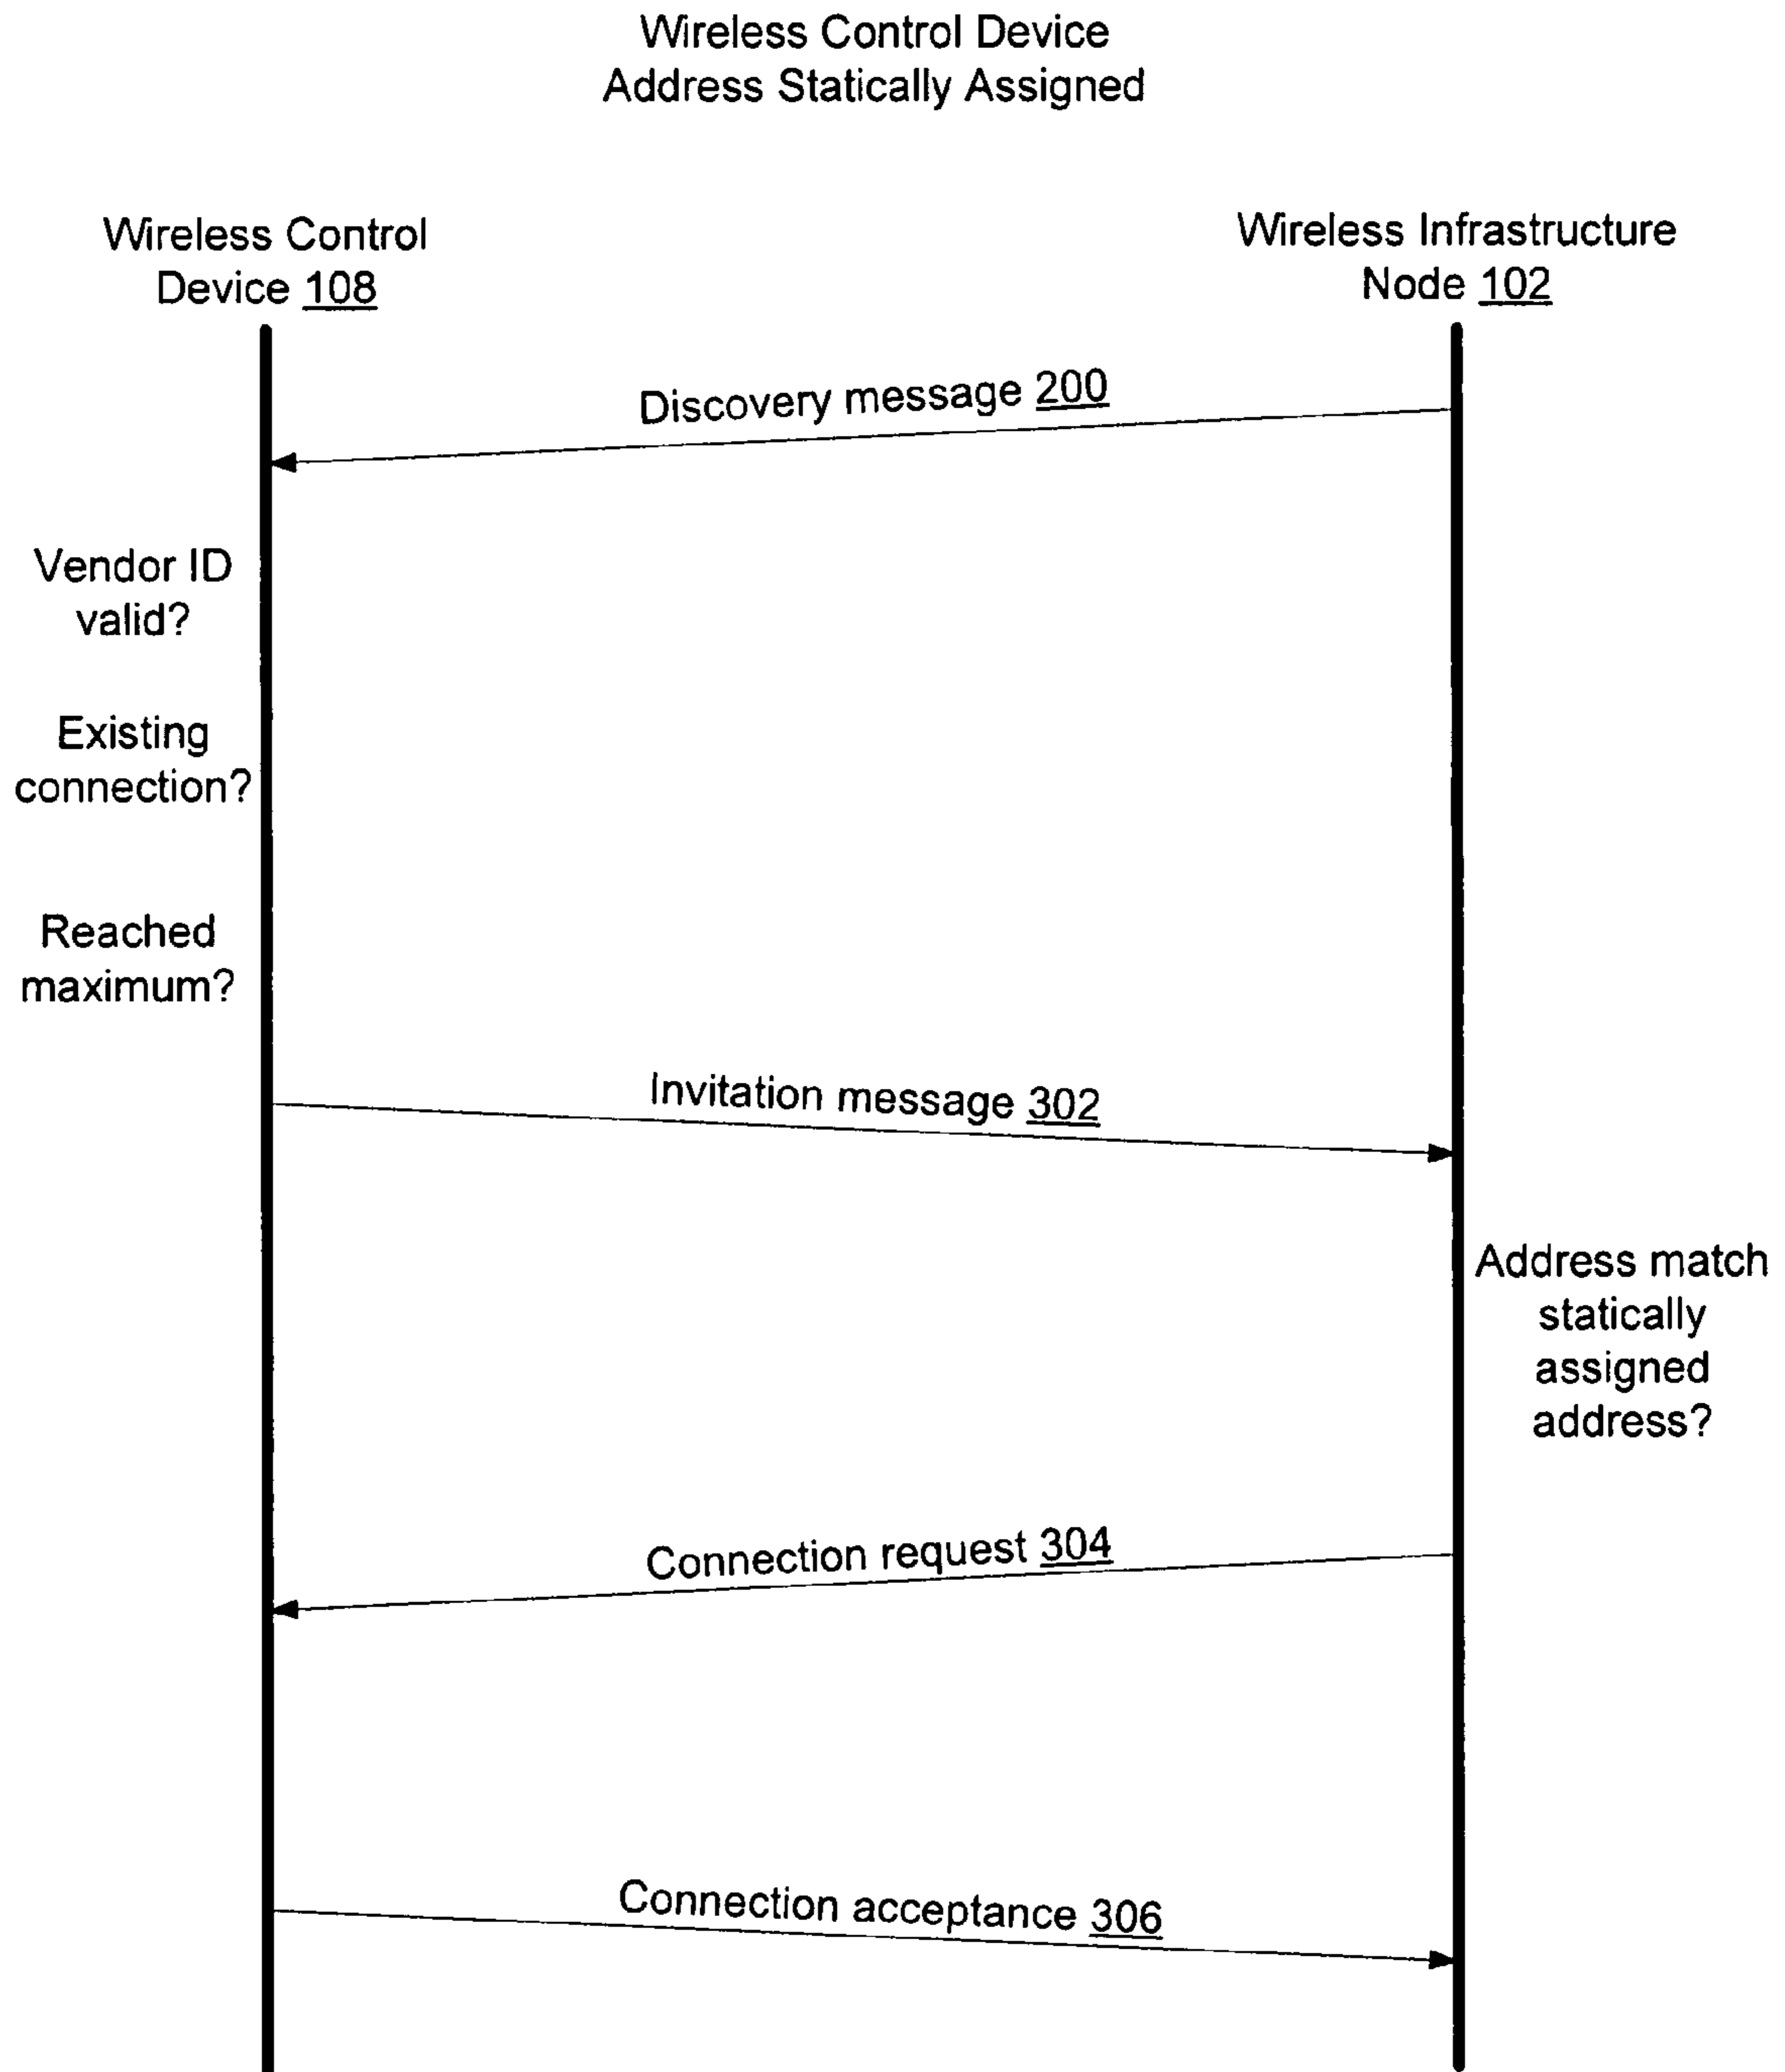 Wireless Control Device
Address Statically Assigned
Wireless Control
Device 108
Wireless Infrastructure
Node 102
Discovery message 200
Vendor ID
valid?
Existing
connection?
Reached
maximum?
Invitation message 302
Address match
statically
assigned
address?
Connection request 304
Connection acceptance 306